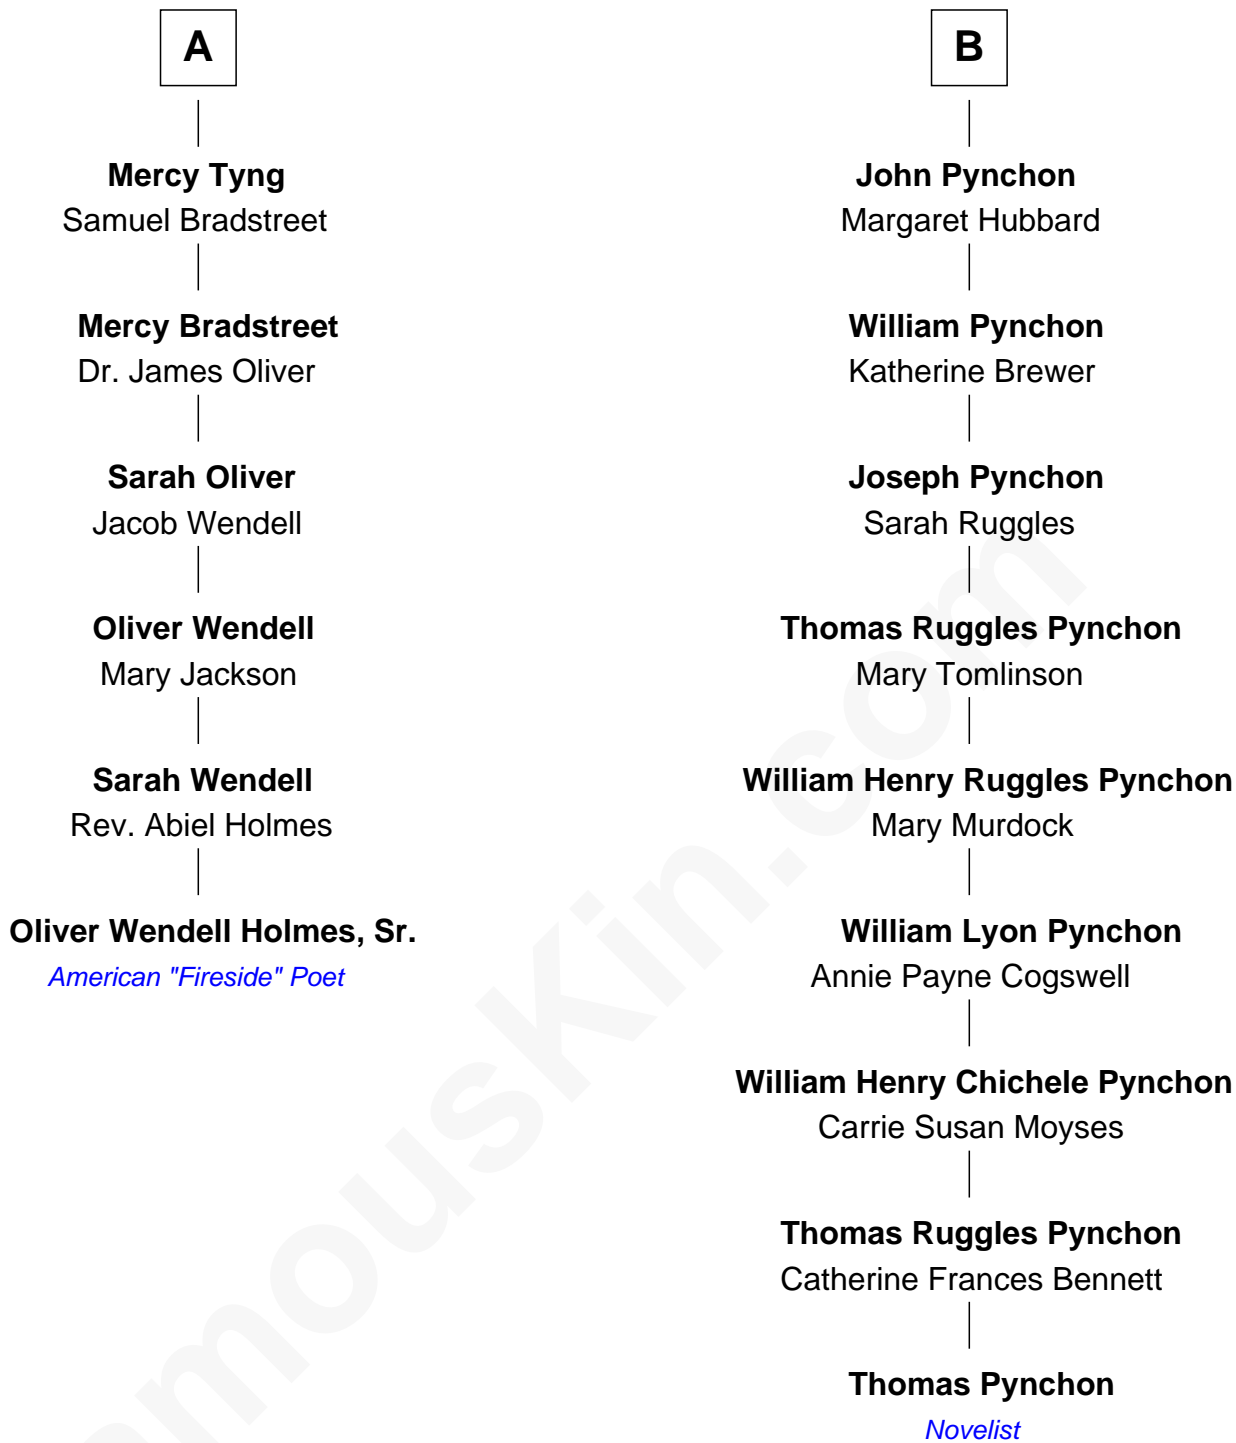 A
Mercy Tyng
Samuel Bradstreet
Mercy Bradstreet
Dr. James Oliver
Sarah Oliver
Jacob Wendell
Oliver Wendell
Mary Jackson
Sarah Wendell
Rev. Abiel Holmes
Oliver Wendell Holmes, Sr.
American "Fireside" Poet
B
John Pynchon
Margaret Hubbard
William Pynchon
Katherine Brewer
Joseph Pynchon
Sarah Ruggles
Thomas Ruggles Pynchon
Mary Tomlinson
William Henry Ruggles Pynchon
Mary Murdock
William Lyon Pynchon
Annie Payne Cogswell
William Henry Chichele Pynchon
Carrie Susan Moyses
Thomas Ruggles Pynchon
Catherine Frances Bennett
Thomas Pynchon
Novelist
amouskin.com